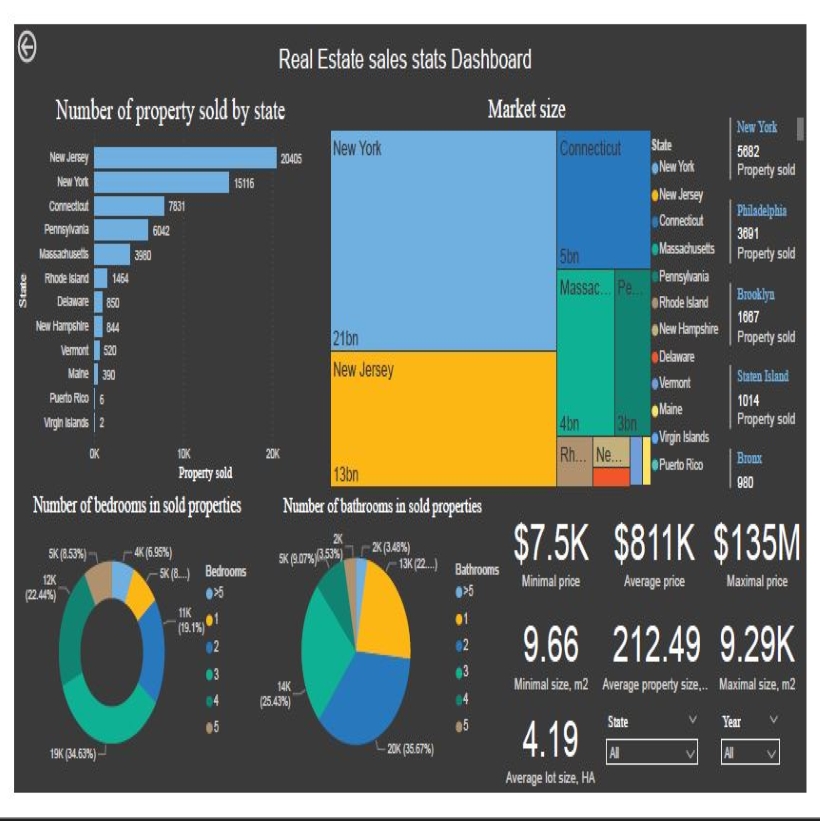 Real Estate sales stats Dashboard
Number of property sold by state
State
New Jersey 20405
New York 15116
Connecticut 7831
Pennsylvania 6042
Massachusetts 3980
Rhode Island 1464
Delaware 850
New Hampshire 844
Vermont 520
Maine 390
Puerto Rico 6
Virgin Islands 2
0K 10K 20K
Property sold
Market size
New York
21bn
New Jersey
13bn
Connecticut
5bn
Massac...
4bn
Pe...
3bn
Rh...
Ne...
State
New York
New Jersey
Connecticut
Massachusetts
Pennsylvania
Rhode Island
New Hampshire
Delaware
Vermont
Maine
Virgin Islands
Puerto Rico
New York
5682
Property sold
Philadelphia
3691
Property sold
Brooklyn
1667
Property sold
Staten Island
1014
Property sold
Bronx
980
Number of bedrooms in sold properties
4K (6.95%)
5K (8....)
11K
(19.1%)
19K (34.63%)
12K
(22.44%)
5K (8.53%)
Bedrooms
>5
1
2
3
4
5
Number of bathrooms in sold properties
2K (3.48%)
13K (22....)
20K (35.67%)
14K
(25.43%)
5K (9.07%)
2K
(3.53%)
Bathrooms
>5
1
2
3
4
5
$7.5K
Minimal price
$811K
Average price
$135M
Maximal price
9.66
Minimal size, m2
212.49
Average property size,..
9.29K
Maximal size, m2
4.19
Average lot size, HA
State
All
Year
All